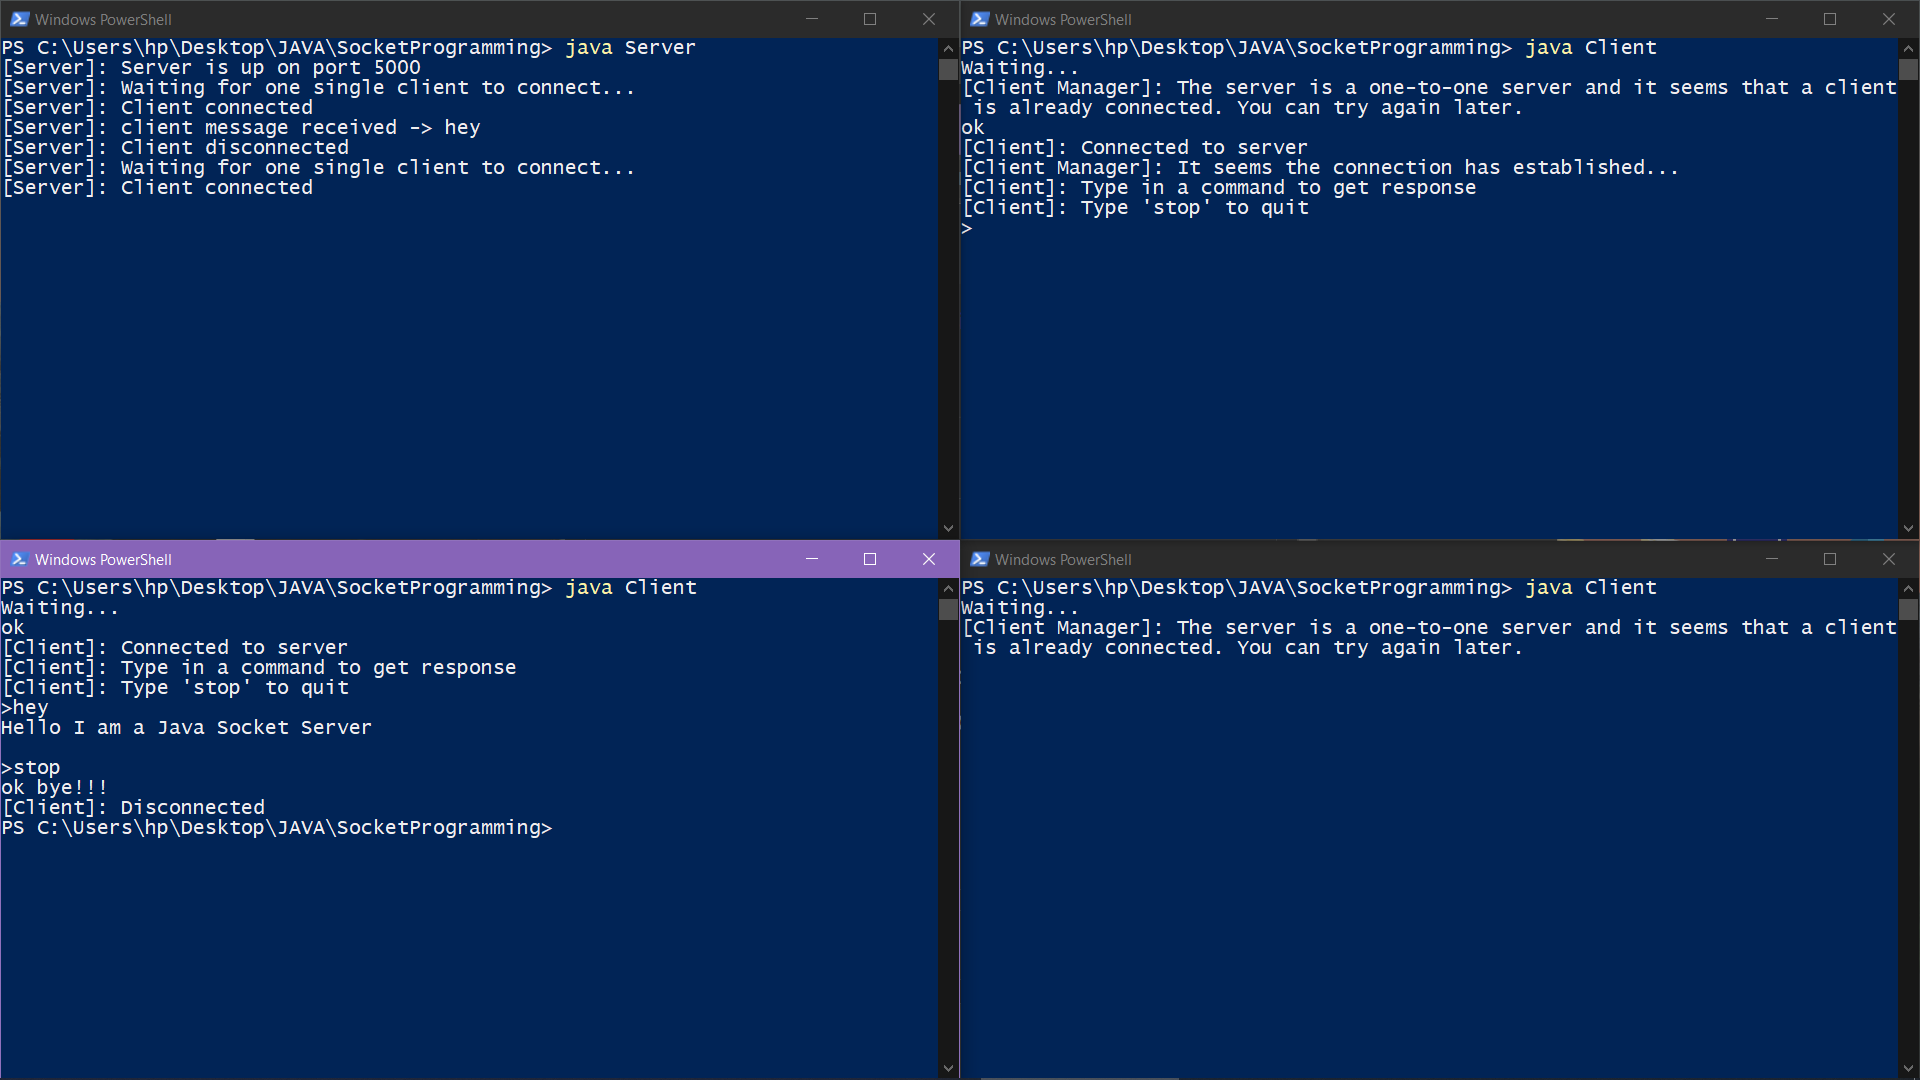 Windows PowerShell
PS C:\Users\hp\Desktop\JAVA\SocketProgramming> java Server
[Server]: Server is up on port 5000
[Server]: Waiting for one single client to connect...
[Server]: Client connected
[Server]: client message received -> hey
[Server]: Client disconnected
[Server]: Waiting for one single client to connect...
[Server]: Client connected
Windows PowerShell
PS C:\Users\hp\Desktop\JAVA\SocketProgramming> java Client
Waiting...
[Client Manager]: The server is a one-to-one server and it seems that a client
 is already connected. You can try again later.
ok
[Client]: Connected to server
[Client Manager]: It seems the connection has established...
[Client]: Type in a command to get response
[Client]: Type 'stop' to quit
>
Windows PowerShell
PS C:\Users\hp\Desktop\JAVA\SocketProgramming> java Client
Waiting...
ok
[Client]: Connected to server
[Client]: Type in a command to get response
[Client]: Type 'stop' to quit
>hey
Hello I am a Java Socket Server
>stop
ok bye!!!
[Client]: Disconnected
PS C:\Users\hp\Desktop\JAVA\SocketProgramming>
Windows PowerShell
PS C:\Users\hp\Desktop\JAVA\SocketProgramming> java Client
Waiting...
[Client Manager]: The server is a one-to-one server and it seems that a client
 is already connected. You can try again later.